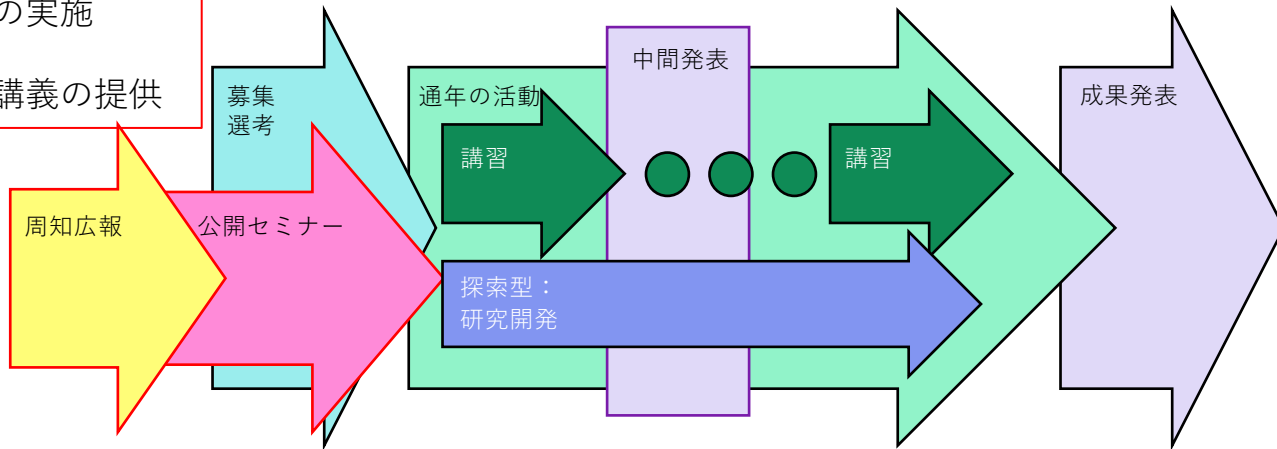 の実施
講義の提供
周知広報
公開セミナー
募集
選考
通年の活動
講習
中間発表
講習
探索型：
研究開発
成果発表